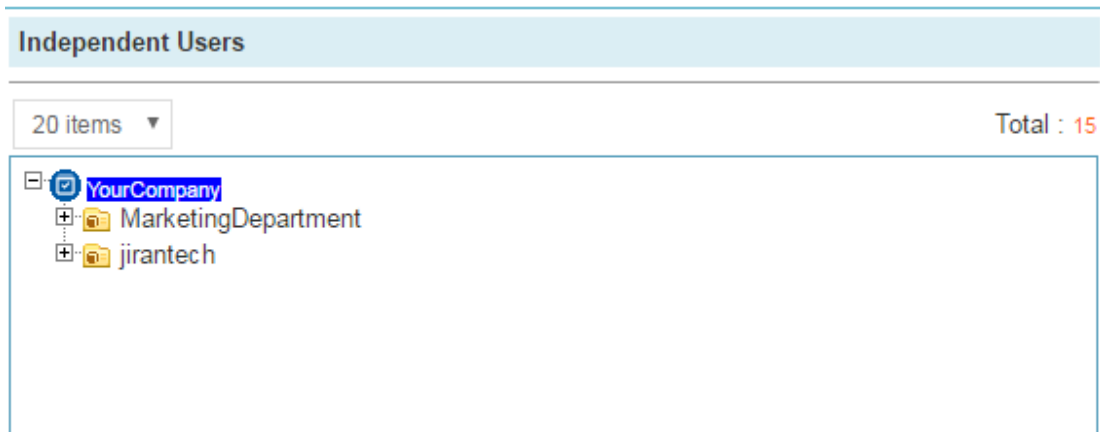 Independent Users
20 items
Total : 15
YourCompany
MarketingDepartment
jirantech